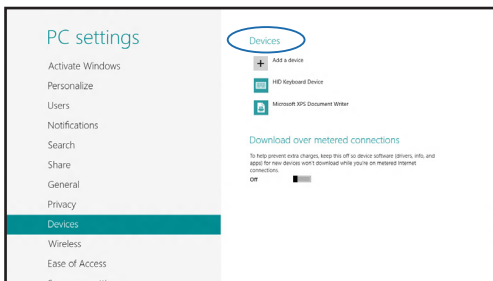 PC settings
Activate Windows
Personalize
Users
Notifications
Search
Share
General
Privacy
Devices
Wireless
Ease of Access
Devices
Add a device
HID Keyboard Device
Microsoft XPS Document Writer
Download over metered connections
To help prevent extra charges, keep this off so device software (drivers, info, and
apps) for new devices won't download while you're on metered Internet
connections.
Off